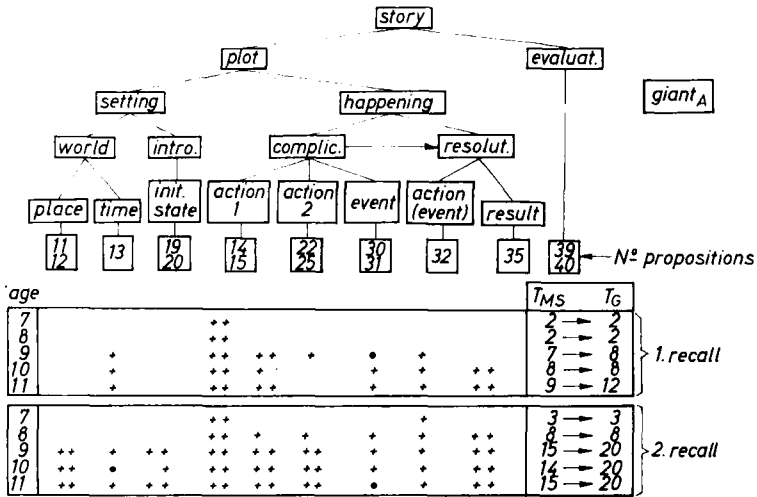 story
plot evaluat.
giant A
setting happening
world intro. complic. resolut.
place time init. state action 1 action 2 event action (event) result
11 12 13 19 20 14 15 22 25 30 31 32 35 39 40 Nº propositions
age T MS T G
7 ++ 2 → 2
8 ++ 2 → 2
9 + ++ ++ + • + 7 → 8
10 + ++ ++ + + ++ 8 → 8
11 + ++ ++ + + ++ 9 → 12
1. recall
7 ++ + 3 → 3
8 ++ + + + + ++ 8 → 8
9 ++ + ++ ++ ++ ++ + + ++ 15 → 20
10 ++ • + ++ ++ ++ + + ++ 14 → 20
11 ++ + ++ ++ ++ ++ • + ++ 15 → 20
2. recall